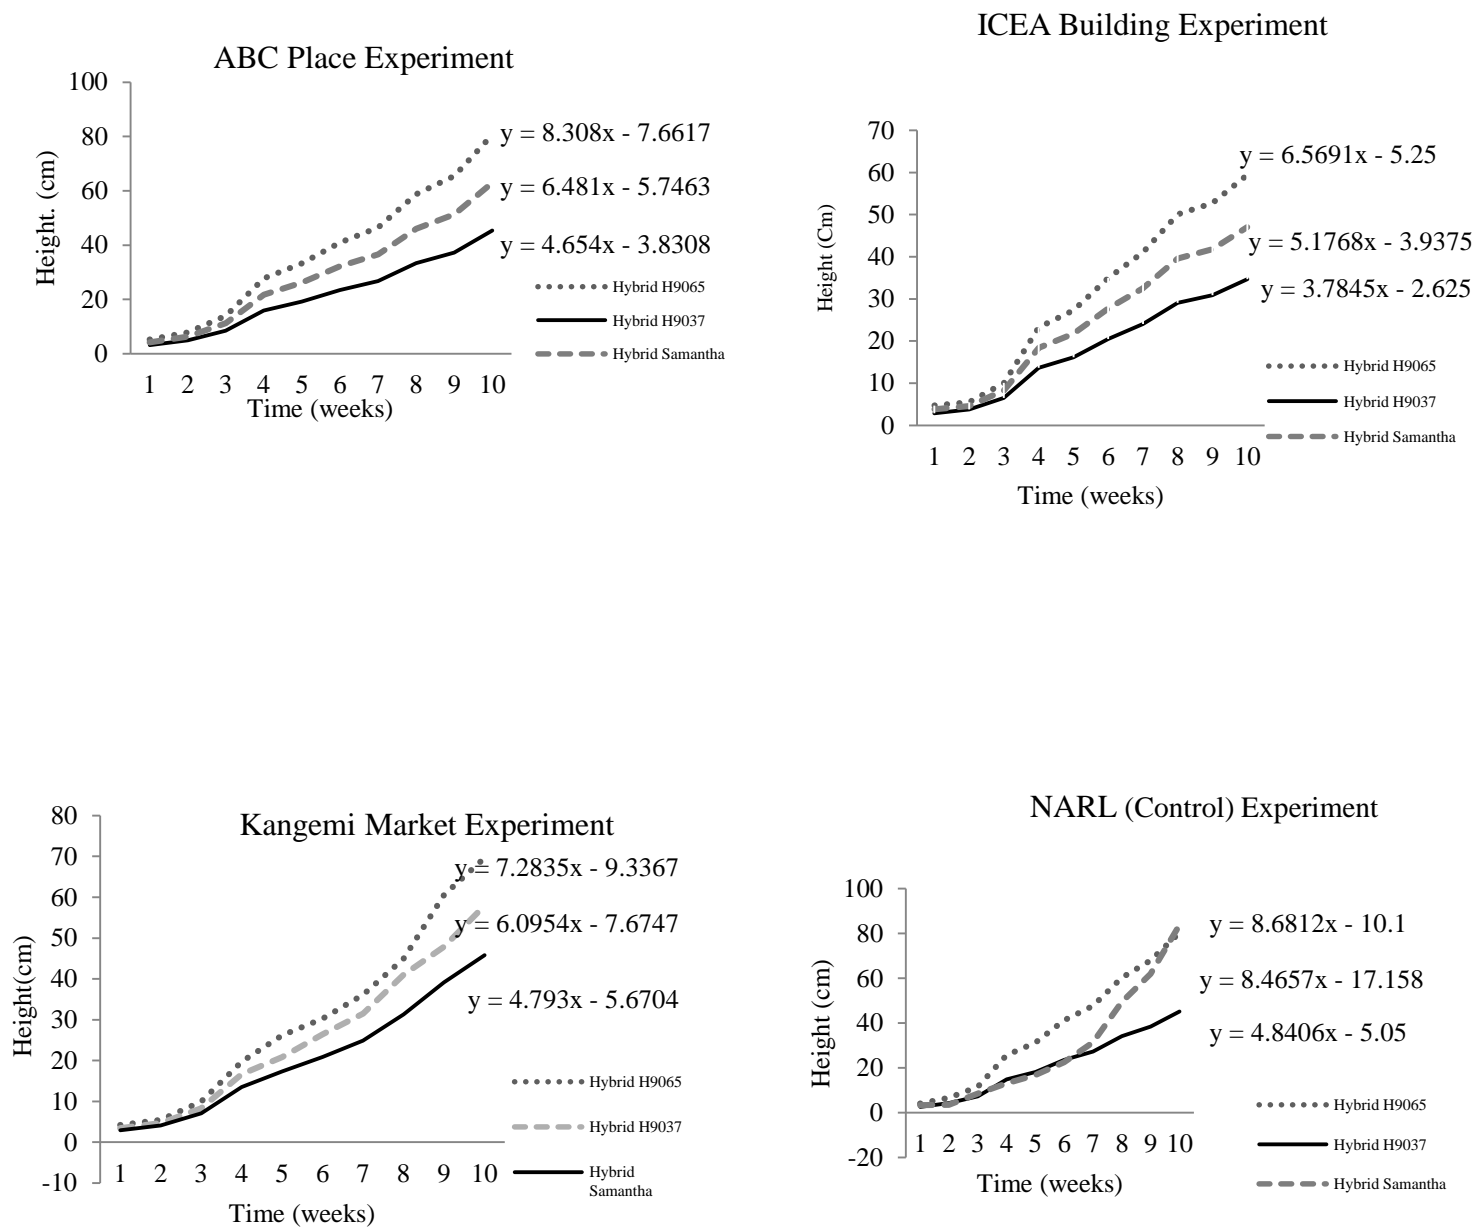 ABC Place Experiment
Height. (cm)
100
80
60
40
20
0
y = 8.308x - 7.6617
y = 6.481x - 5.7463
y = 4.654x - 3.8308
Hybrid H9065
Hybrid H9037
Hybrid Samantha
1 2 3 4 5 6 7 8 9 10
Time (weeks)
ICEA Building Experiment
Height (Cm)
70
60
50
40
30
20
10
0
y = 6.5691x - 5.25
y = 5.1768x - 3.9375
y = 3.7845x - 2.625
Hybrid H9065
Hybrid H9037
Hybrid Samantha
1 2 3 4 5 6 7 8 9 10
Time (weeks)
Kangemi Market Experiment
Height(cm)
80
70
60
50
40
30
20
10
0
-10
y = 7.2835x - 9.3367
y = 6.0954x - 7.6747
y = 4.793x - 5.6704
Hybrid H9065
Hybrid H9037
Hybrid
Samantha
1 2 3 4 5 6 7 8 9 10
Time (weeks)
NARL (Control) Experiment
Height (cm)
100
80
60
40
20
0
-20
y = 8.6812x - 10.1
y = 8.4657x - 17.158
y = 4.8406x - 5.05
Hybrid H9065
Hybrid H9037
Hybrid Samantha
1 2 3 4 5 6 7 8 9 10
Time (weeks)